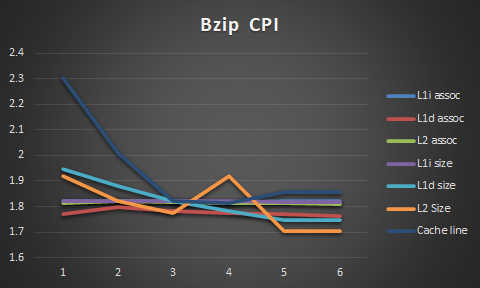 Bzip CPI
2.4
2.3
2.2
2.1
2
1.9
1.8
1.7
1.6
1 2 3 4 5 6
L1i assoc
L1d assoc
L2 assoc
L1i size
L1d size
L2 Size
Cache line